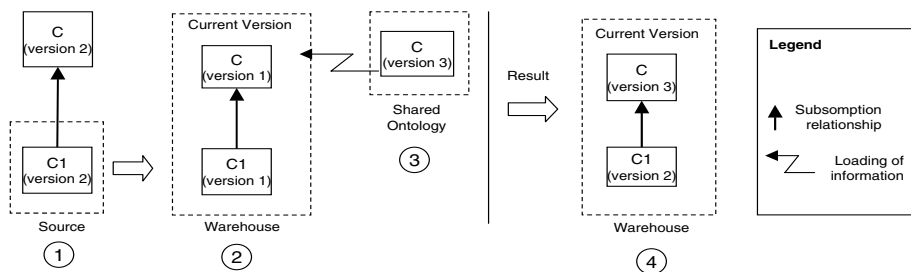 C
(version 2)
C1
(version 2)
Source
1
Current Version
C
(version 1)
C1
(version 1)
Warehouse
2
C
(version 3)
Shared
Ontology
3
Result
Current Version
C
(version 3)
C1
(version 2)
Warehouse
4
Legend
Subsomption
relationship
Loading of
information